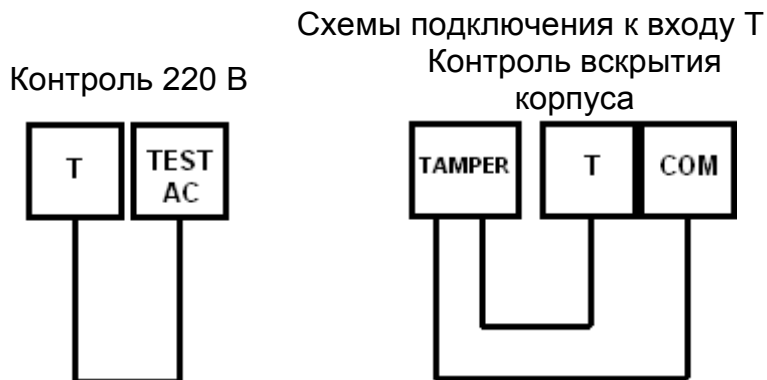 Схемы подключения к входу Т
Контроль 220 В
Контроль вскрытия
корпуса
T
TEST
AC
TAMPER
T
COM